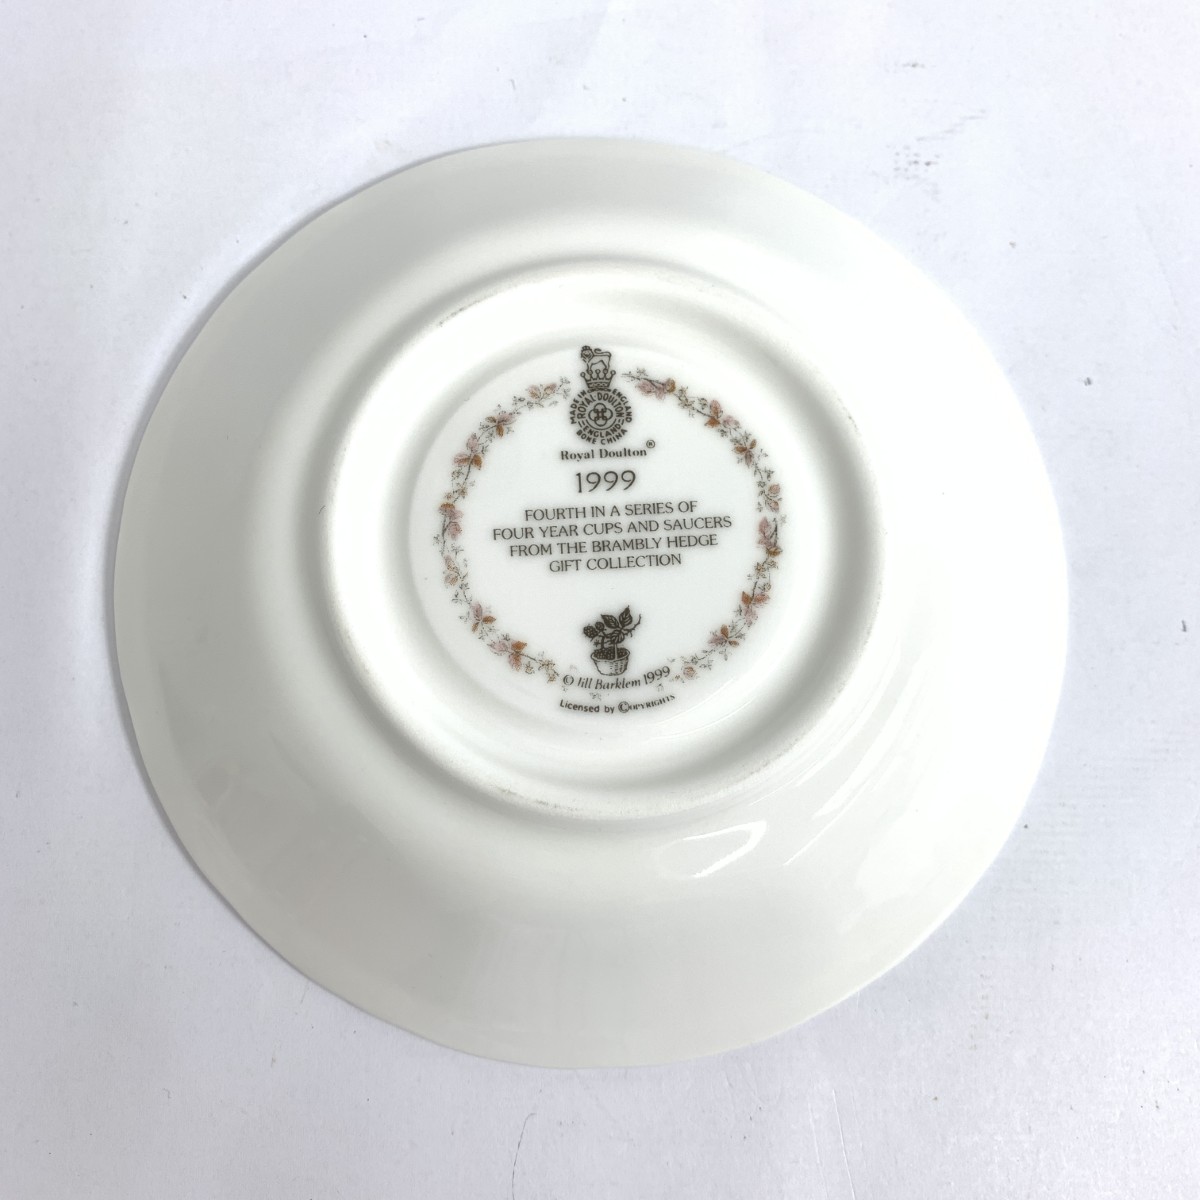 MADE IN ENGLAND
ROYAL DOULTON
ENGLAND
BONE CHINA
Royal Doulton®
1999
FOURTH IN A SERIES OF
FOUR YEAR CUPS AND SAUCERS
FROM THE BRAMBLY HEDGE
GIFT COLLECTION
© Jill Barklem 1999
Licensed by ©OPYRIGHTS